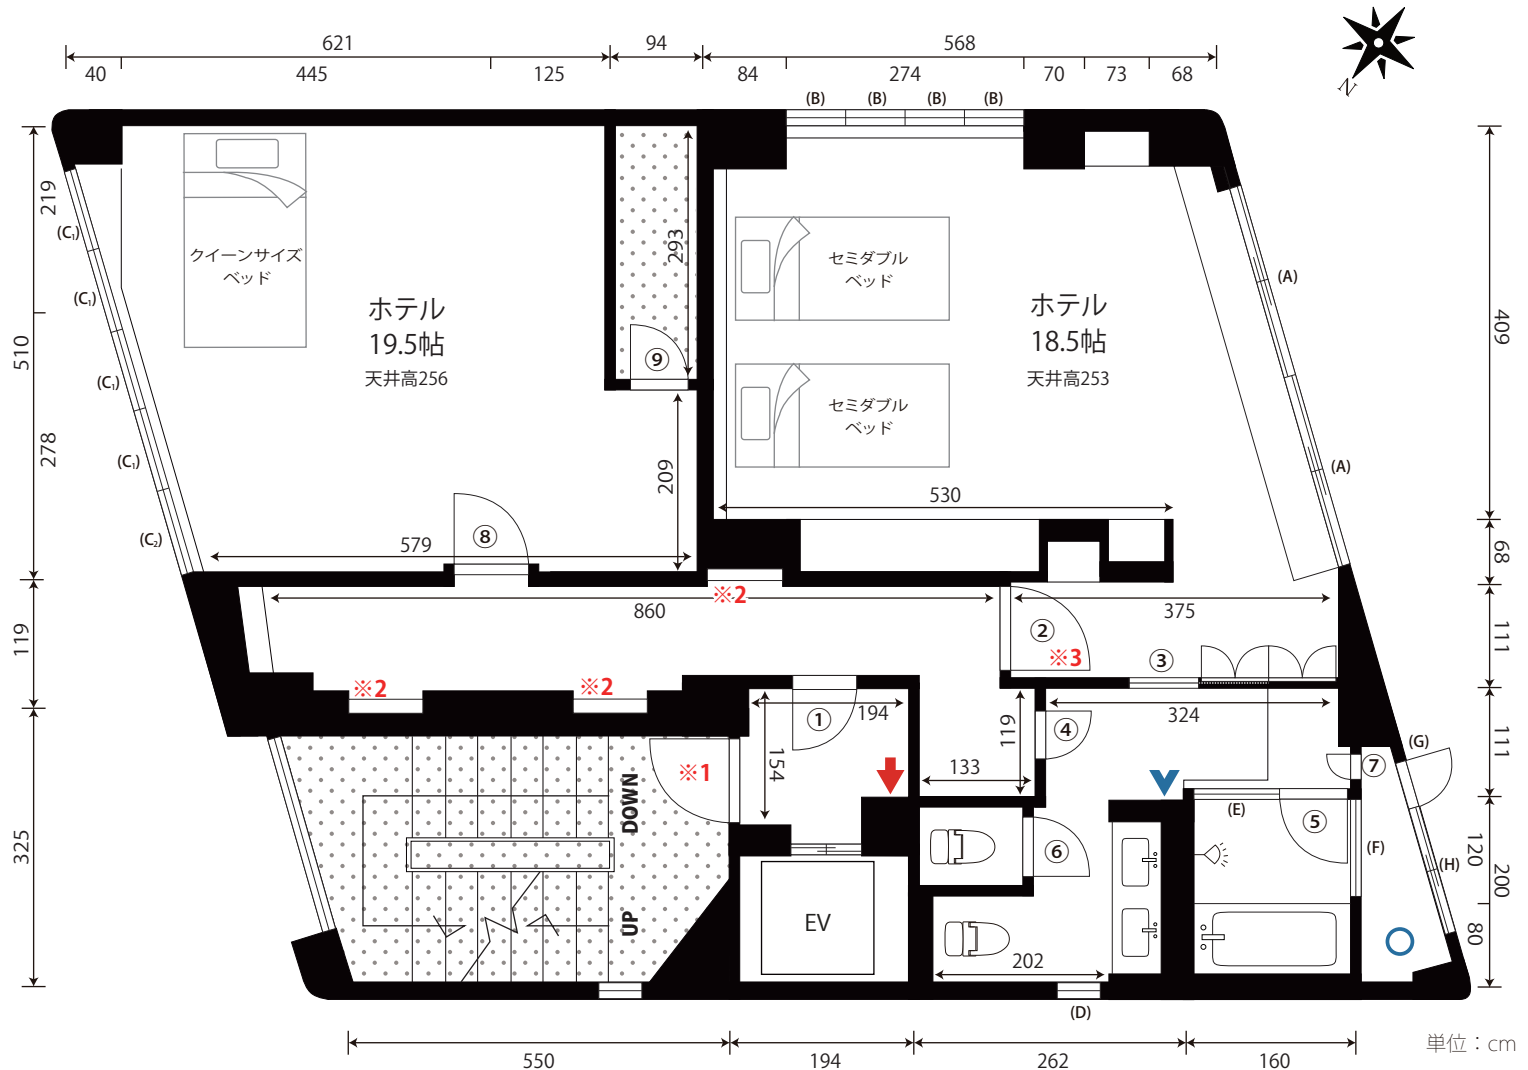 621
94
568
40
445
125
84
274
70
73
68
N
(B)
(B)
(B)
(B)
219
510
278
119
325
(C₁)
(C₁)
(C₁)
(C₁)
(C₂)
クイーンサイズ
ベッド
ホテル
19.5帖
天井高256
293
⑨
209
⑧
579
セミダブル
ベッド
セミダブル
ベッド
ホテル
18.5帖
天井高253
530
(A)
(A)
409
68
111
111
120
200
80
860
※2
②
※3
375
③
※2
※2
①
194
154
119
133
④
324
※1
DOWN
UP
EV
⑥
202
(E)
⑤
(F)
⑦
(G)
(H)
(D)
550
194
262
160
単位：cm